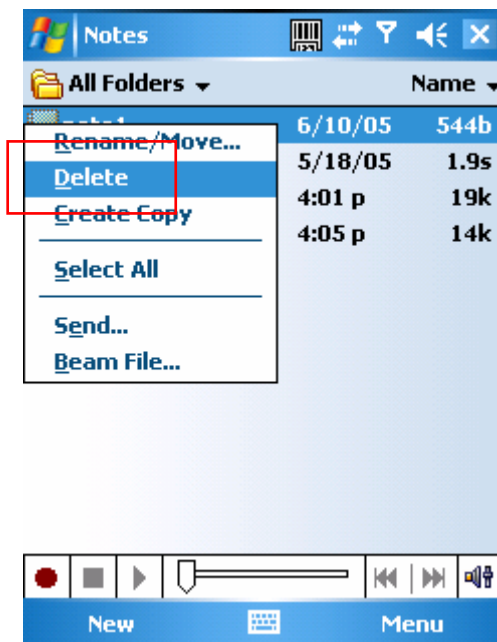 Notes
All Folders Name
note1 6/10/05 544b
Rename/Move...
5/18/05 1.9s
Delete
4:01 p 19k
Create Copy
4:05 p 14k
Select All
Send...
Beam File...
New Menu